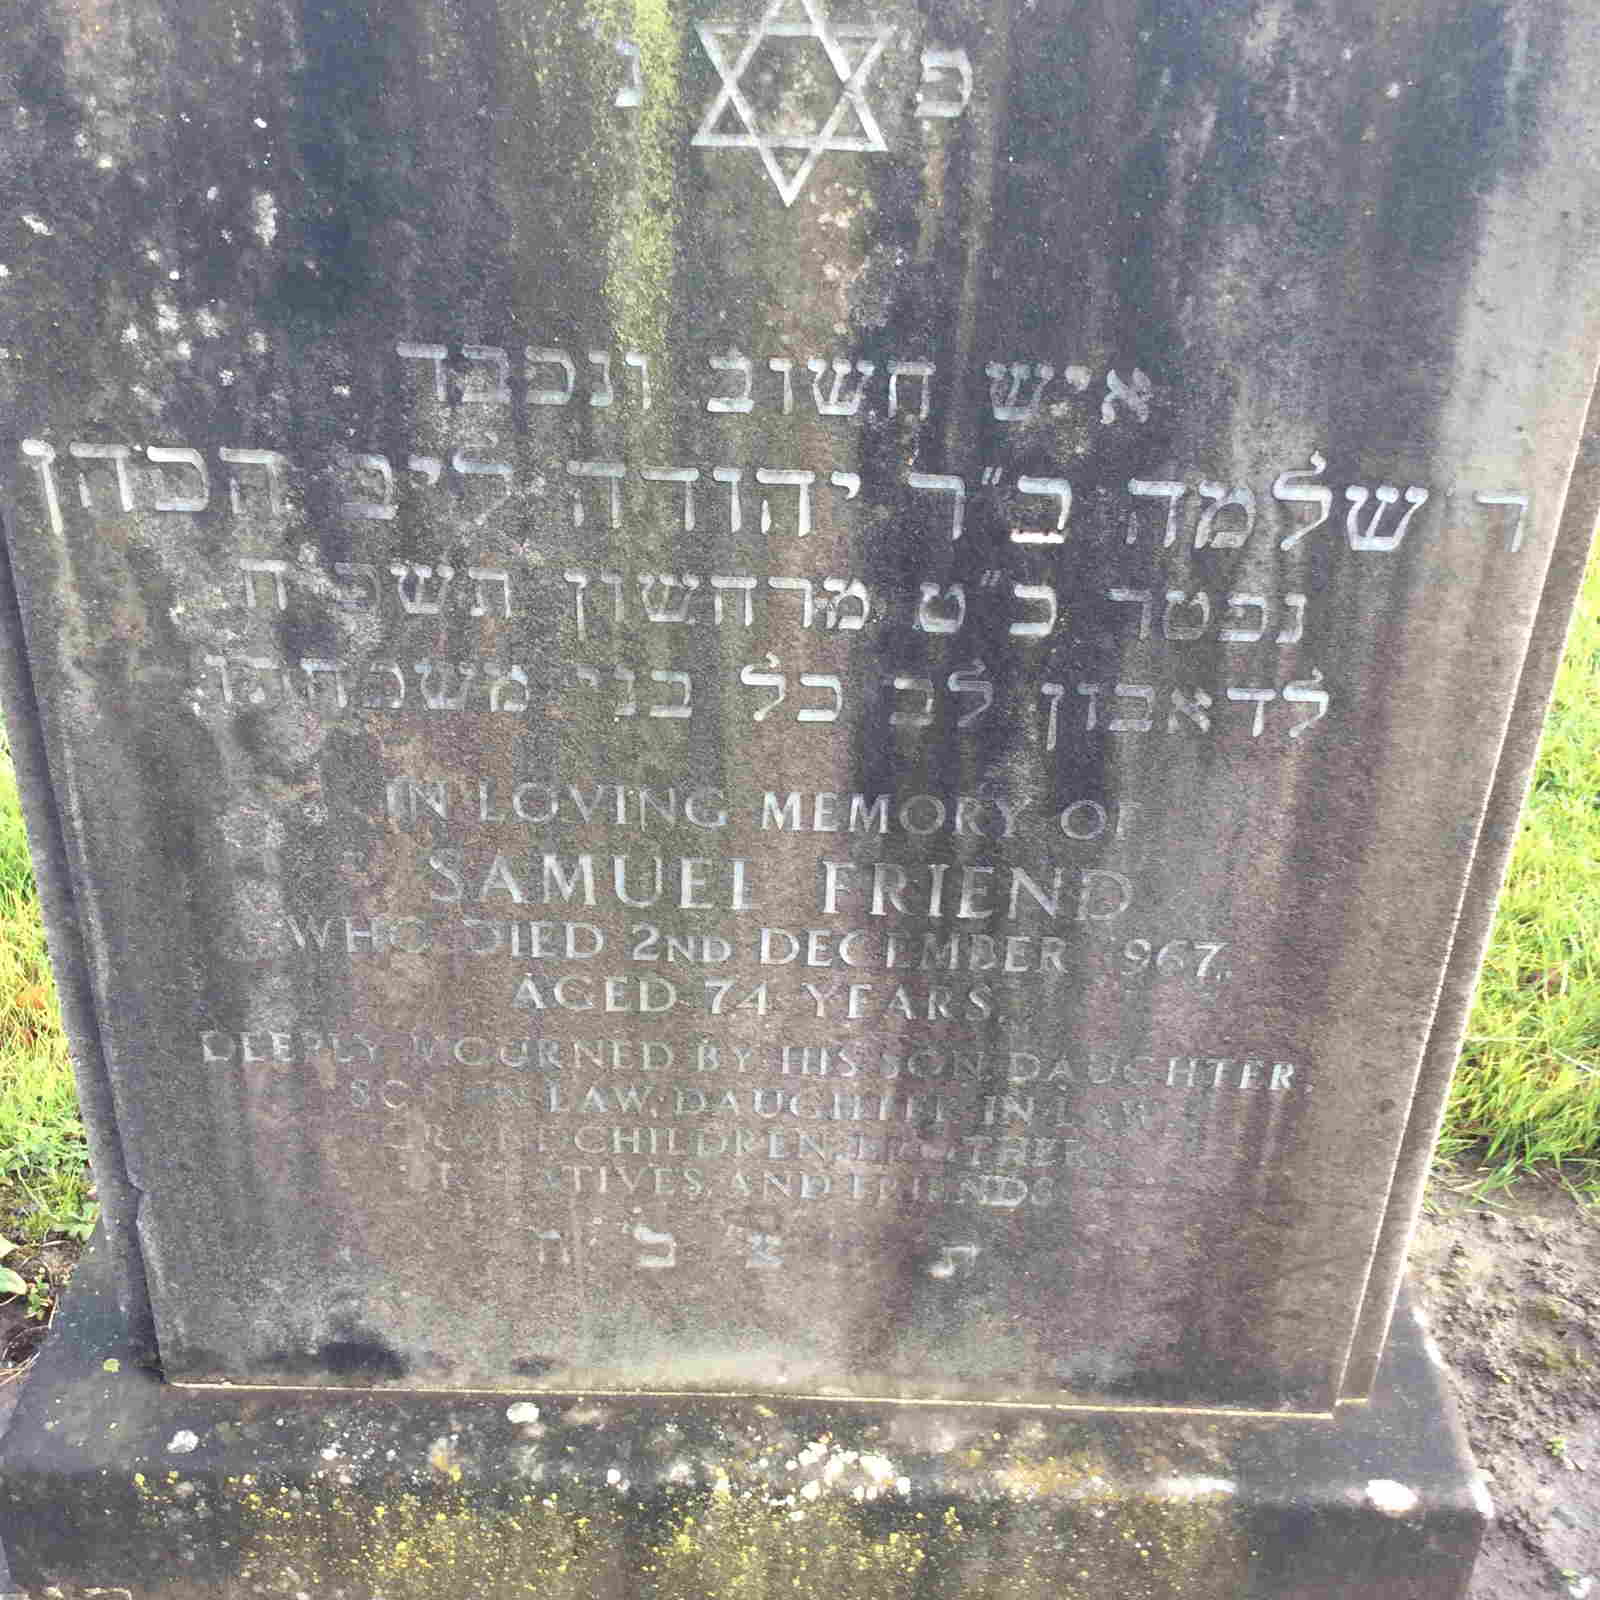 פ נ
איש חשוב ונכבד
ר' שלמה ב"ר יהודה ליב הכהן
נפטר כ"ט מרחשון תשכ"ח
לדאבון לב כל בני משפחתו
IN LOVING MEMORY OF
SAMUEL FRIEND
WHO DIED 2ND DECEMBER 1967,
AGED 74 YEARS.
DEEPLY MOURNED BY HIS SON, DAUGHTER,
SON IN LAW, DAUGHTER IN LAW,
GRANDCHILDREN, BROTHER,
RELATIVES AND FRIENDS
ת צ ב ה